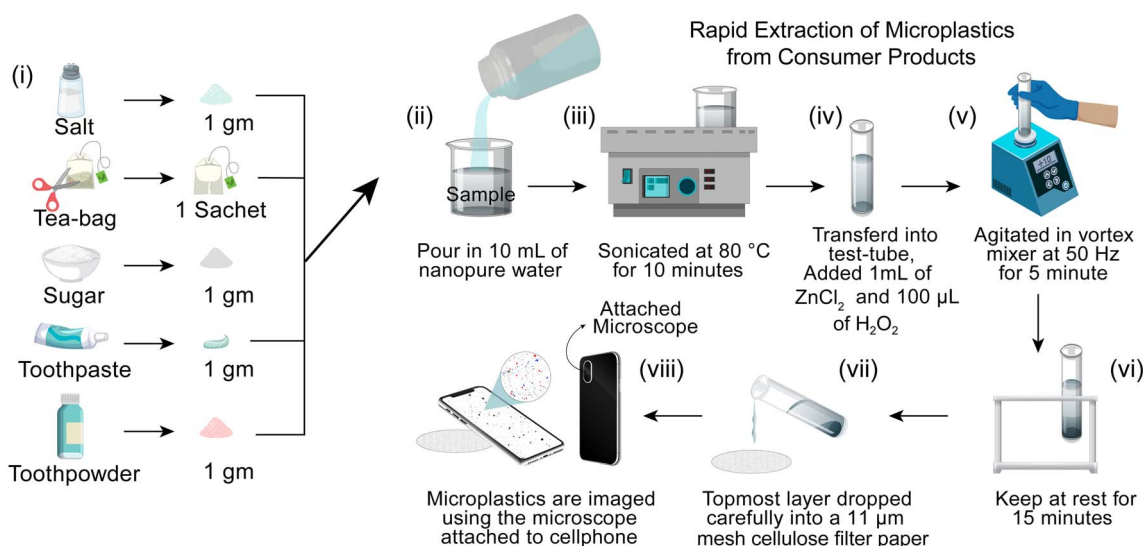 Rapid Extraction of Microplastics
from Consumer Products
(i)
Salt
1 gm
Tea-bag
1 Sachet
Sugar
1 gm
Toothpaste
1 gm
Toothpowder
1 gm
(ii)
Sample
Pour in 10 mL of
nanopure water
(iii)
Sonicated at 80 °C
for 10 minutes
(iv)
Transferd into
test-tube,
Added 1mL of
ZnCl₂ and 100 µL
of H₂O₂
(v)
+10
Agitated in vortex
mixer at 50 Hz
for 5 minute
(vi)
Keep at rest for
15 minutes
(vii)
Topmost layer dropped
carefully into a 11 µm
mesh cellulose filter paper
(viii)
Attached
Microscope
Microplastics are imaged
using the microscope
attached to cellphone